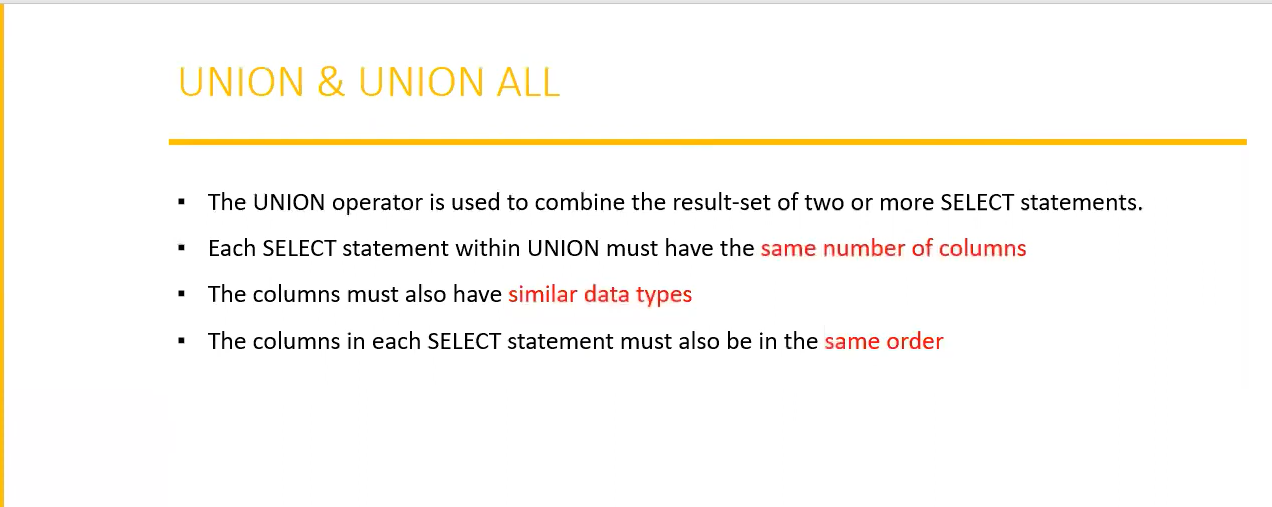 UNION & UNION ALL
▪ The UNION operator is used to combine the result-set of two or more SELECT statements.
▪ Each SELECT statement within UNION must have the same number of columns
▪ The columns must also have similar data types
▪ The columns in each SELECT statement must also be in the same order